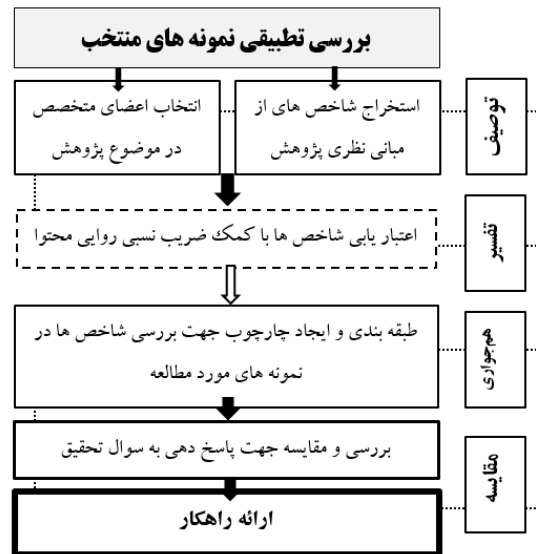 بررسی تطبیقی نمونه های منتخب
استخراج شاخص های از
مبانی نظری پژوهش
انتخاب اعضای متخصص
در موضوع پژوهش
توصیف
اعتبار یابی شاخص ها با کمک ضریب نسبی روایی محتوا
تفسیر
طبقه بندی و ایجاد چارچوب جهت بررسی شاخص ها در
نمونه های مورد مطالعه
هم‌جواری
بررسی و مقایسه جهت پاسخ دهی به سوال تحقیق
مقایسه
ارائه راهکار